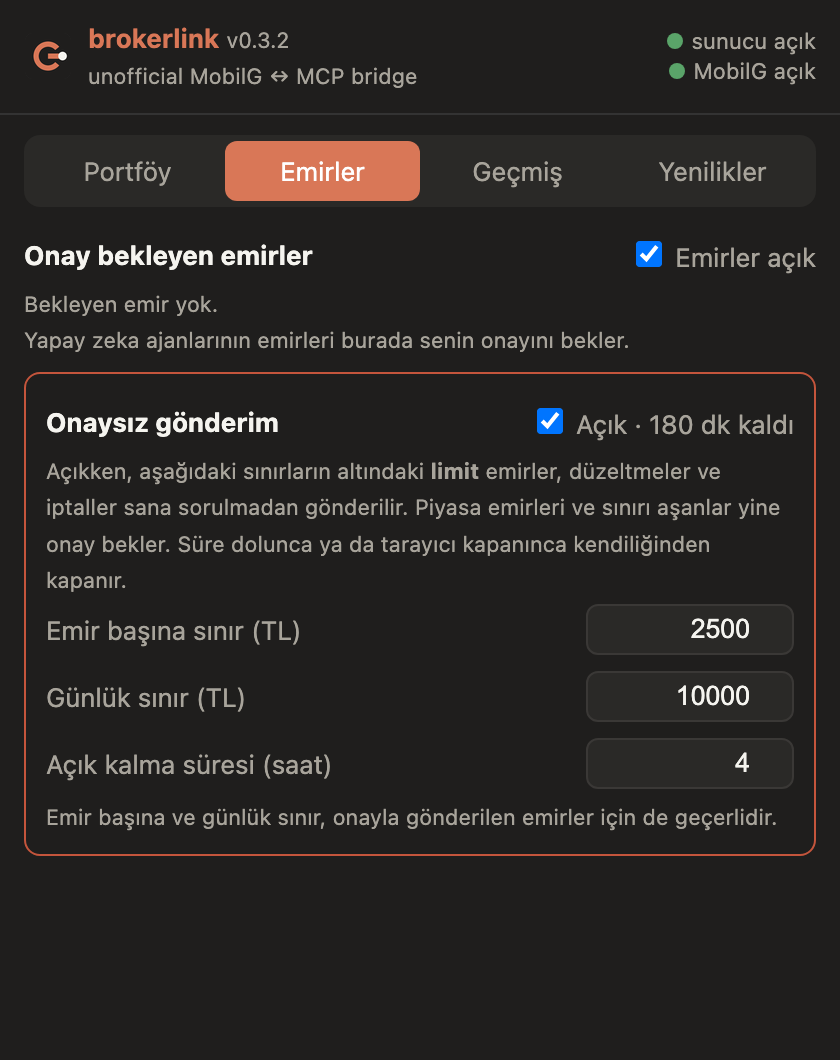 brokerlink v0.3.2
unofficial MobilG ↔ MCP bridge
sunucu açık
MobilG açık
Portföy
Emirler
Geçmiş
Yenilikler
Onay bekleyen emirler
Emirler açık
Bekleyen emir yok.
Yapay zeka ajanlarının emirleri burada senin onayını bekler.
Onaysız gönderim
Açık · 180 dk kaldı
Açıkken, aşağıdaki sınırların altındaki limit emirler, düzeltmeler ve
iptaller sana sorulmadan gönderilir. Piyasa emirleri ve sınırı aşanlar yine
onay bekler. Süre dolunca ya da tarayıcı kapanınca kendiliğinden
kapanır.
Emir başına sınır (TL)
2500
Günlük sınır (TL)
10000
Açık kalma süresi (saat)
4
Emir başına ve günlük sınır, onayla gönderilen emirler için de geçerlidir.